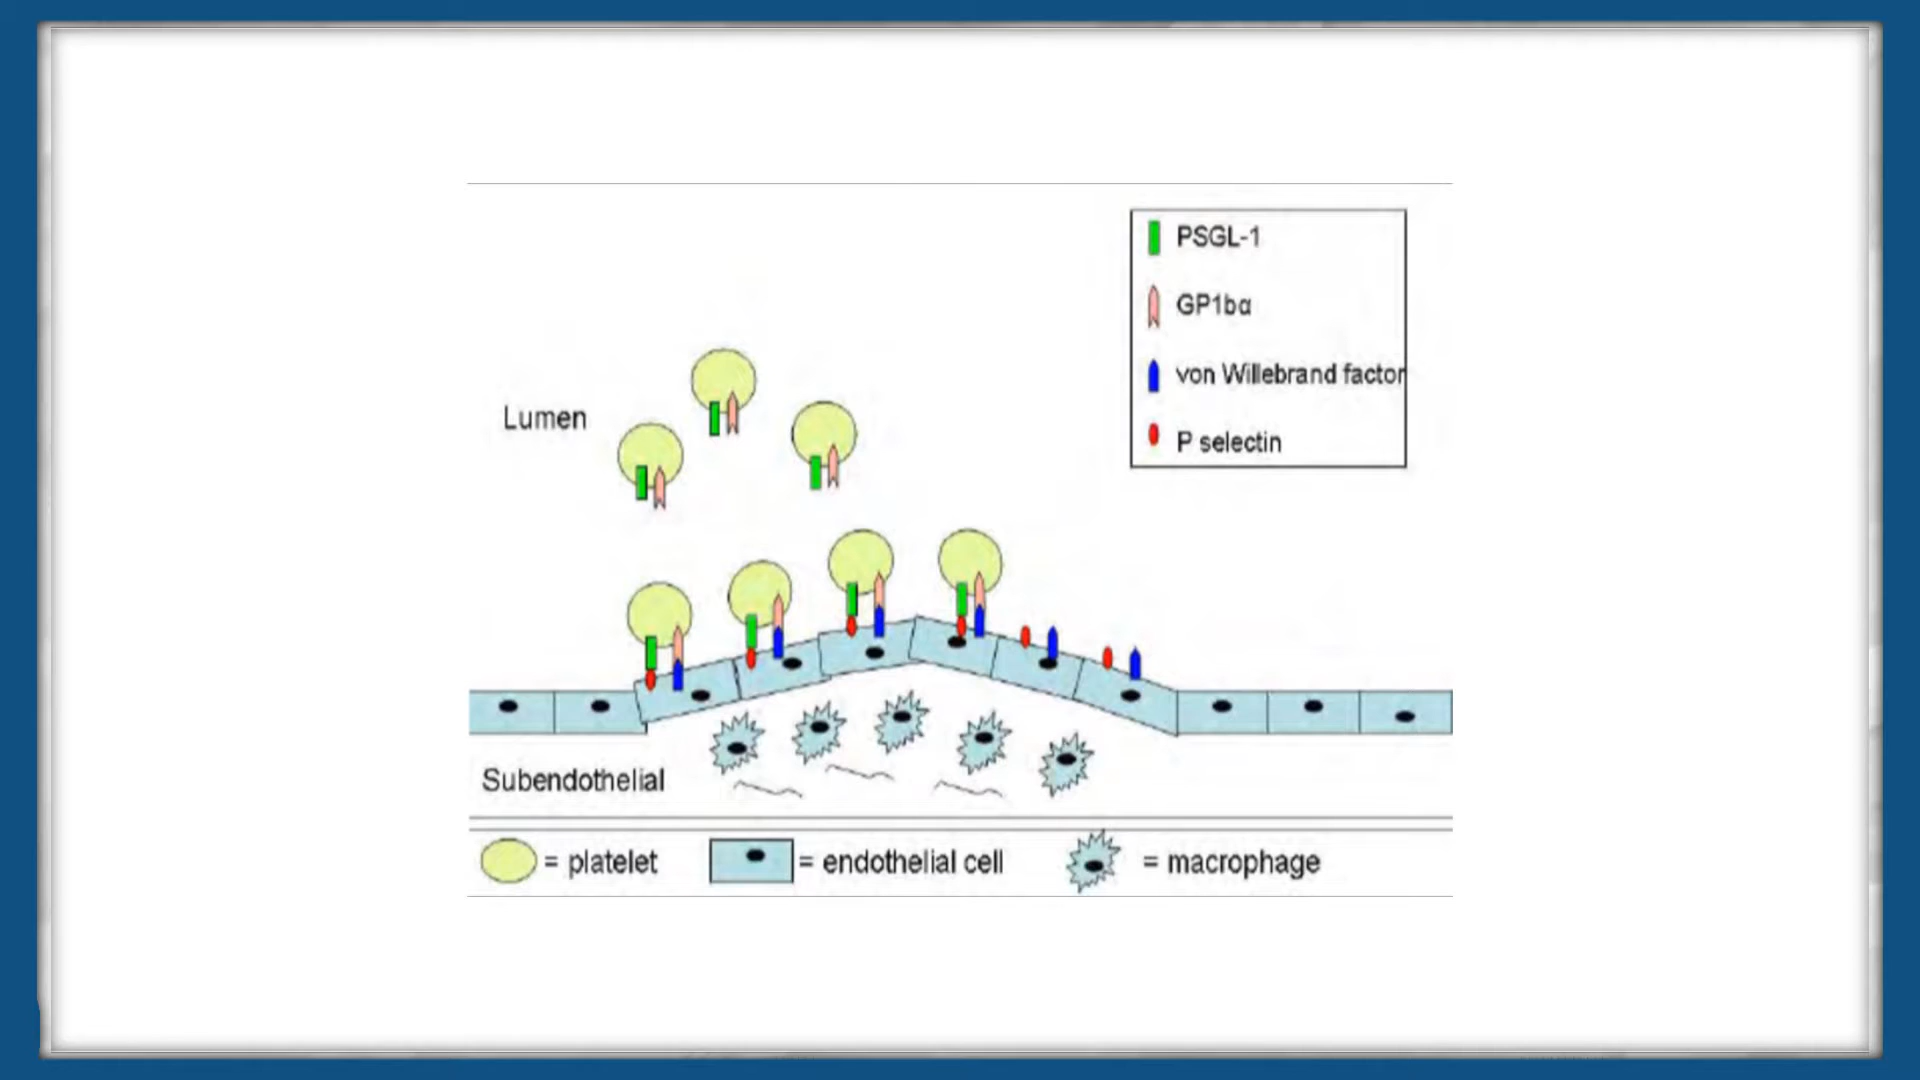 PSGL-1
GP1bα
von Willebrand factor
P selectin
Lumen
Subendothelial
= platelet
= endothelial cell
= macrophage